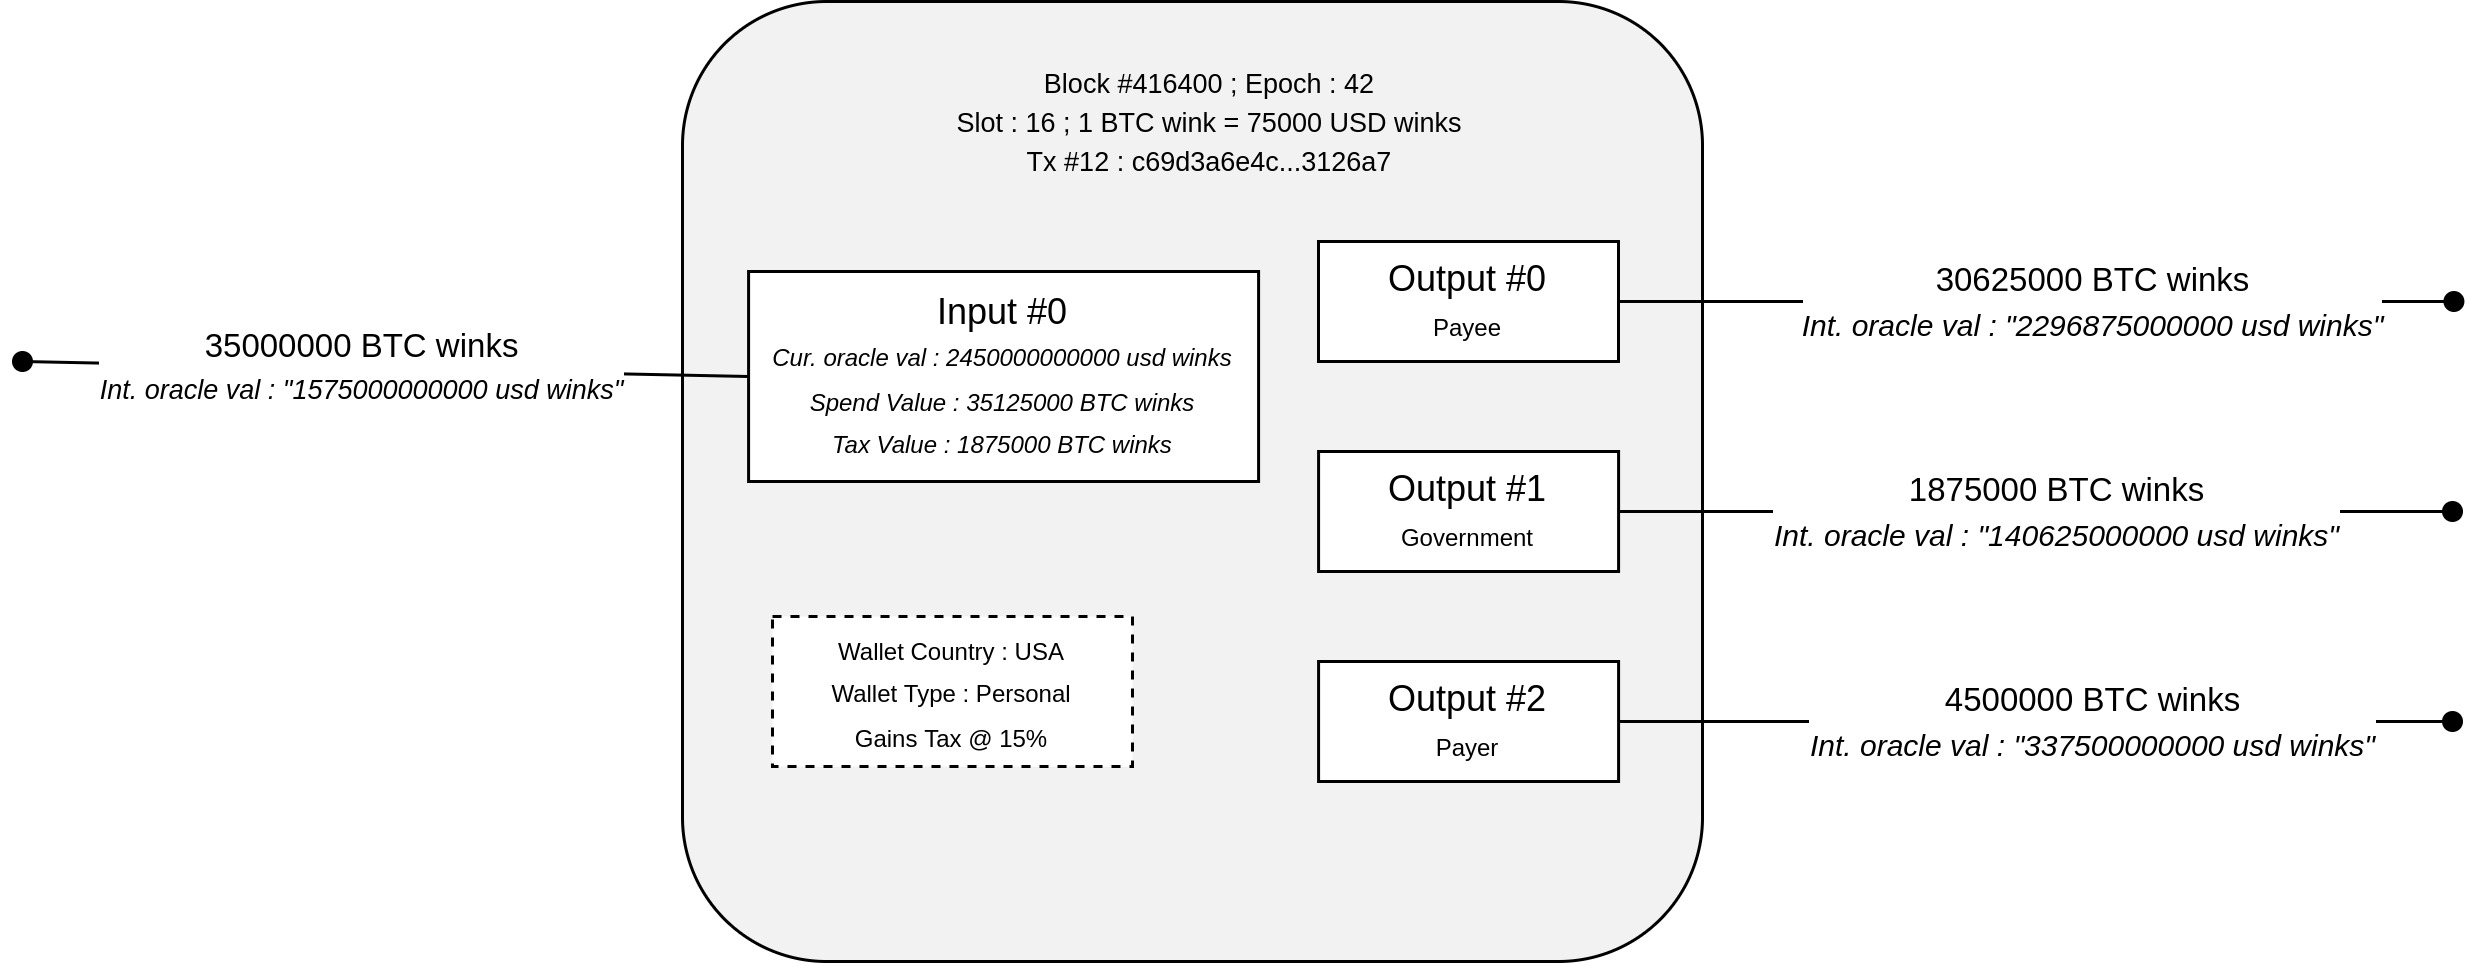 Block #416400 ; Epoch : 42
Slot : 16 ; 1 BTC wink = 75000 USD winks
Tx #12 : c69d3a6e4c...3126a7
35000000 BTC winks
Int. oracle val : "1575000000000 usd winks"
Input #0
Cur. oracle val : 2450000000000 usd winks
Spend Value : 35125000 BTC winks
Tax Value : 1875000 BTC winks
Wallet Country : USA
Wallet Type : Personal
Gains Tax @ 15%
Output #0
Payee
30625000 BTC winks
Int. oracle val : "2296875000000 usd winks"
Output #1
Government
1875000 BTC winks
Int. oracle val : "140625000000 usd winks"
Output #2
Payer
4500000 BTC winks
Int. oracle val : "337500000000 usd winks"